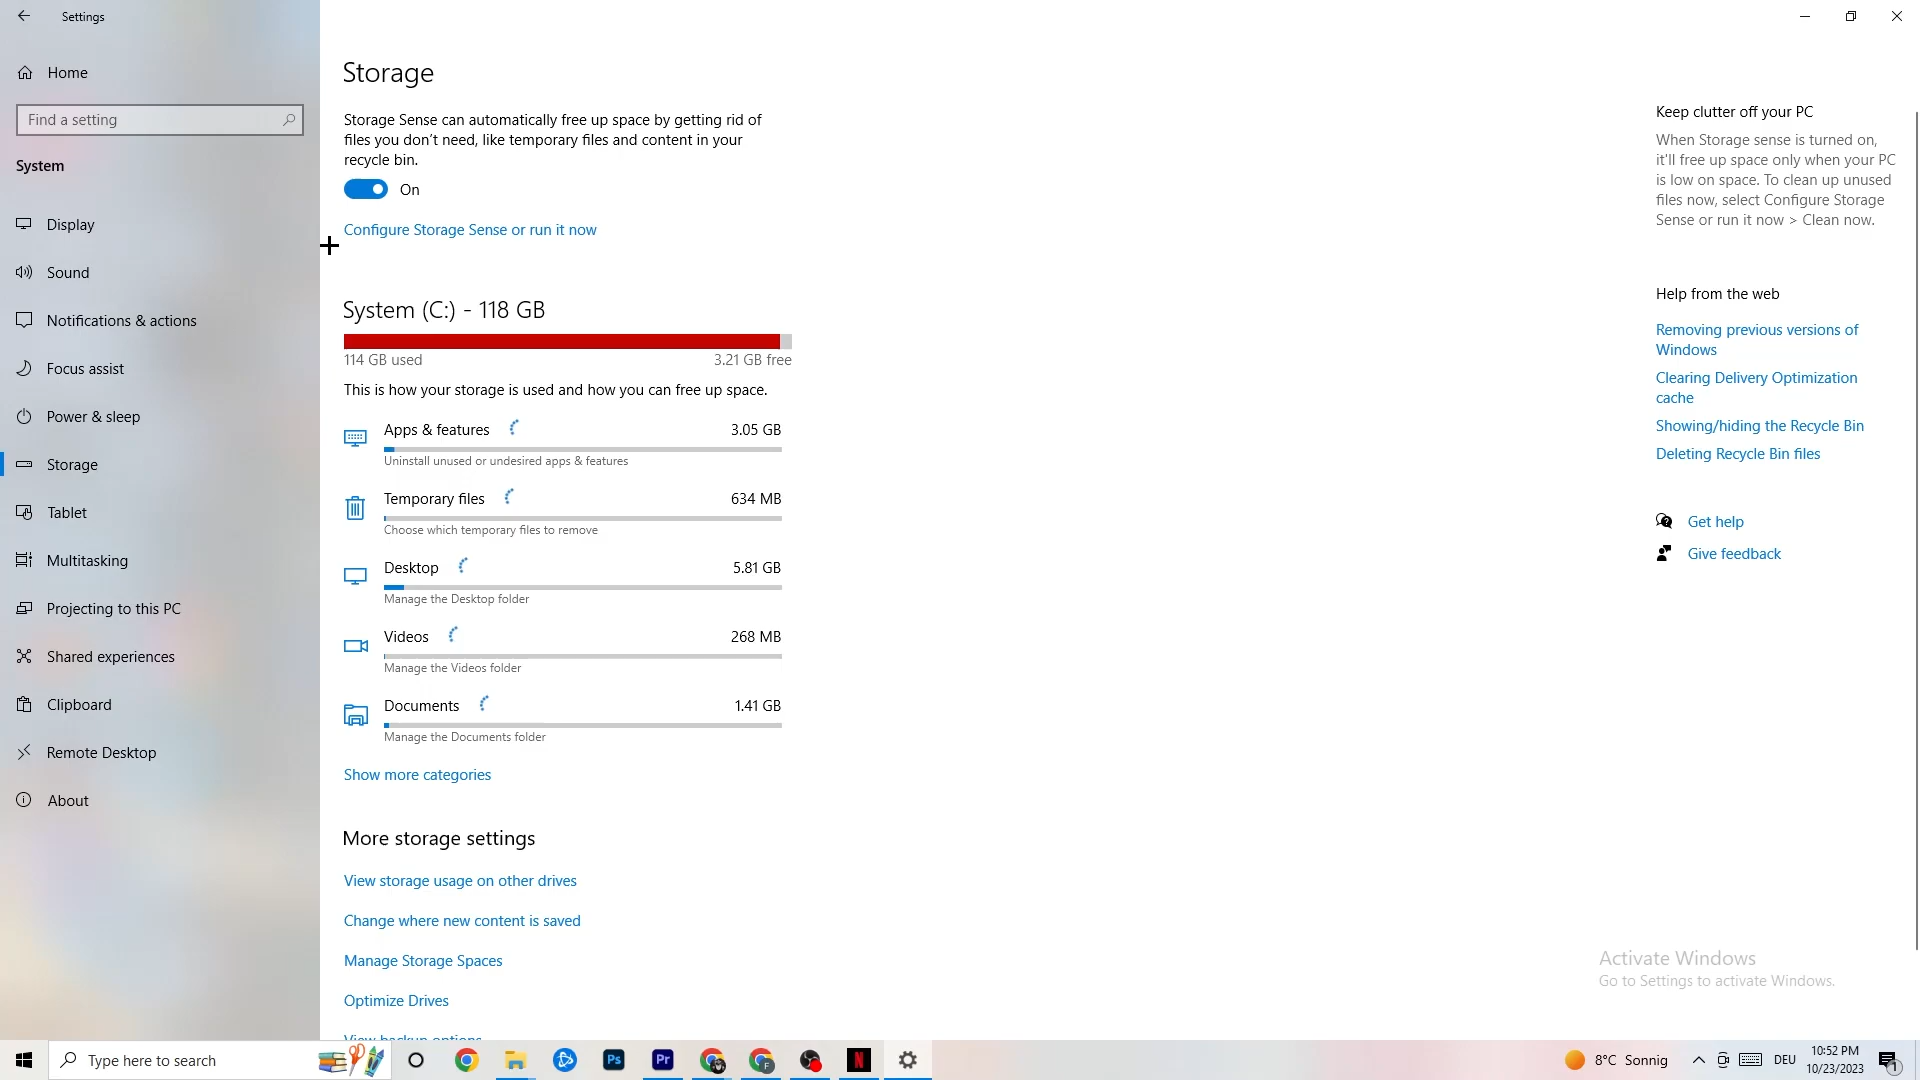 Settings
Home
Find a setting
System
Display
Sound
Notifications & actions
Focus assist
Power & sleep
Storage
Tablet
Multitasking
Projecting to this PC
Shared experiences
Clipboard
Remote Desktop
About
Storage
Storage Sense can automatically free up space by getting rid of
files you don't need, like temporary files and content in your
recycle bin.
On
Configure Storage Sense or run it now
System (C:) - 118 GB
114 GB used 3.21 GB free
This is how your storage is used and how you can free up space.
Apps & features 3.05 GB
Uninstall unused or undesired apps & features
Temporary files 634 MB
Choose which temporary files to remove
Desktop 5.81 GB
Manage the Desktop folder
Videos 268 MB
Manage the Videos folder
Documents 1.41 GB
Manage the Documents folder
Show more categories
More storage settings
View storage usage on other drives
Change where new content is saved
Manage Storage Spaces
Optimize Drives
View backup options
Keep clutter off your PC
When Storage sense is turned on,
it'll free up space only when your PC
is low on space. To clean up unused
files now, select Configure Storage
Sense or run it now > Clean now.
Help from the web
Removing previous versions of
Windows
Clearing Delivery Optimization
cache
Showing/hiding the Recycle Bin
Deleting Recycle Bin files
Get help
Give feedback
Activate Windows
Go to Settings to activate Windows.
Type here to search
Ps
Pr
F
N
8°C Sonnig
DEU
10:52 PM
10/23/2023
1